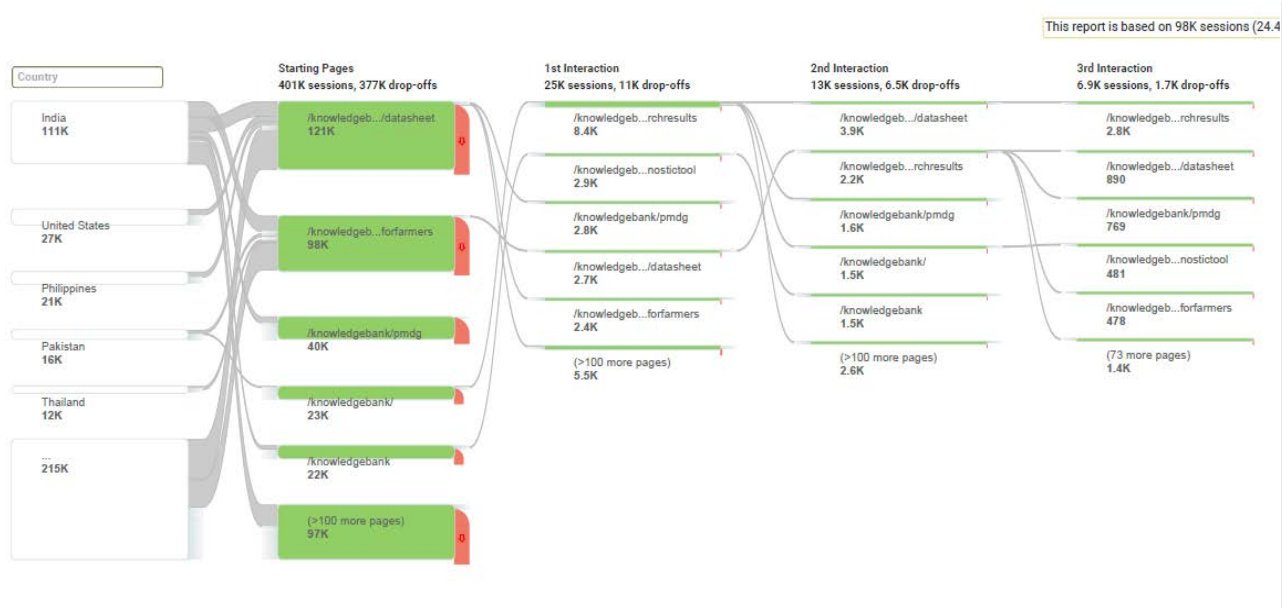 This report is based on 98K sessions (24.4
Country
Starting Pages
401K sessions, 377K drop-offs
1st Interaction
25K sessions, 11K drop-offs
2nd Interaction
13K sessions, 6.5K drop-offs
3rd Interaction
6.9K sessions, 1.7K drop-offs
India
111K
United States
27K
Philippines
21K
Pakistan
16K
Thailand
12K
...
215K
/knowledgeb.../datasheet
121K
/knowledgeb...forfarmers
98K
/knowledgebank/pmdg
40K
/knowledgebank/
23K
/knowledgebank
22K
(>100 more pages)
97K
/knowledgeb...rchresults
8.4K
/knowledgeb...nostictool
2.9K
/knowledgebank/pmdg
2.8K
/knowledgeb.../datasheet
2.7K
/knowledgeb...forfarmers
2.4K
(>100 more pages)
5.5K
/knowledgeb.../datasheet
3.9K
/knowledgeb...rchresults
2.2K
/knowledgebank/pmdg
1.6K
/knowledgebank/
1.5K
/knowledgebank
1.5K
(>100 more pages)
2.6K
/knowledgeb...rchresults
2.8K
/knowledgeb.../datasheet
890
/knowledgebank/pmdg
769
/knowledgeb...nostictool
481
/knowledgeb...forfarmers
478
(73 more pages)
1.4K